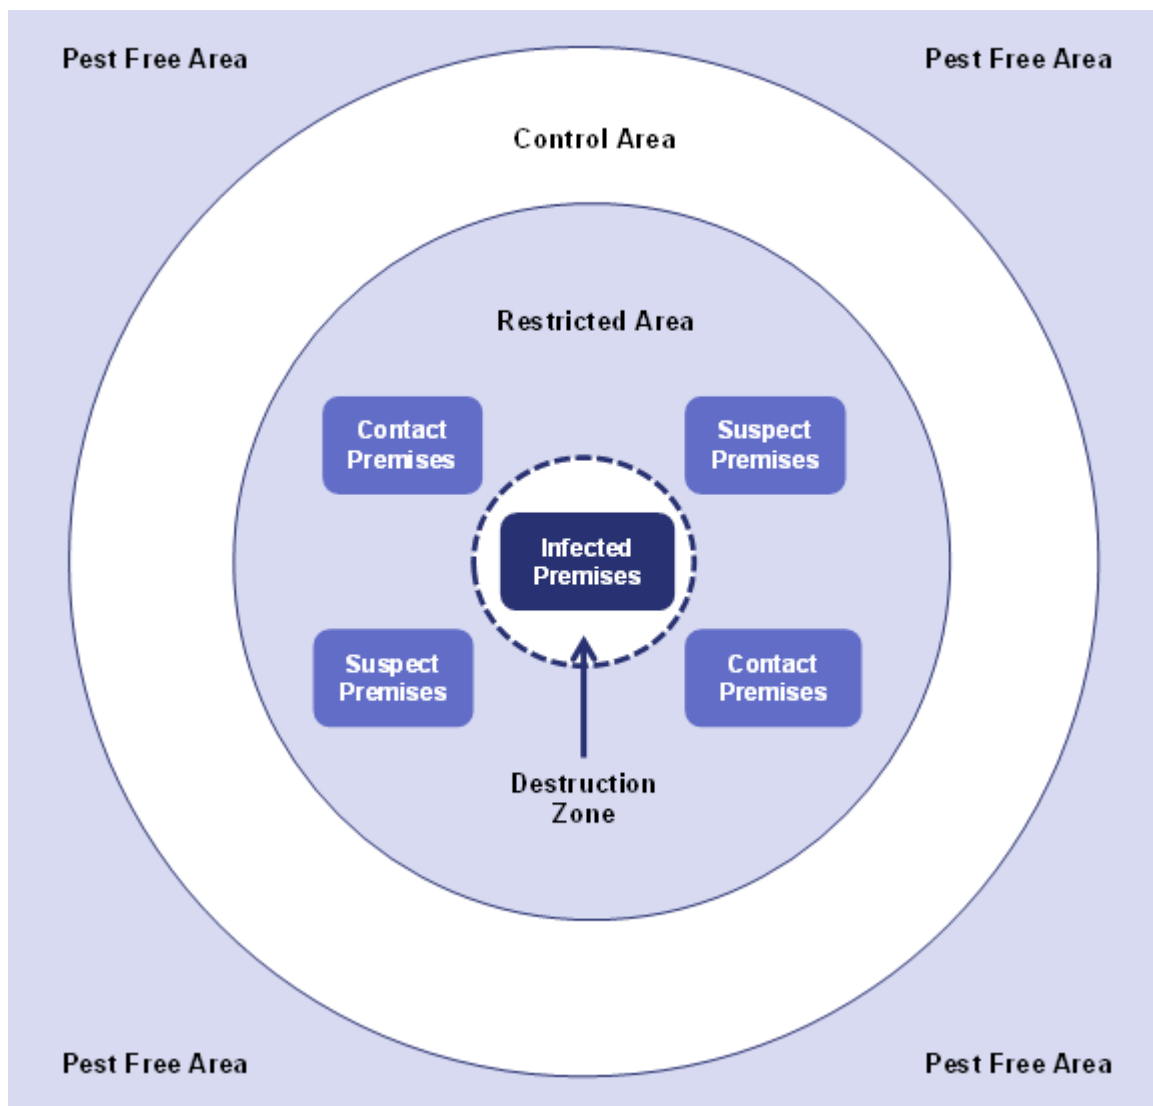 Pest Free Area
Pest Free Area
Control Area
Restricted Area
Contact
Premises
Suspect
Premises
Infected
Premises
Suspect
Premises
Contact
Premises
Destruction
Zone
Pest Free Area
Pest Free Area